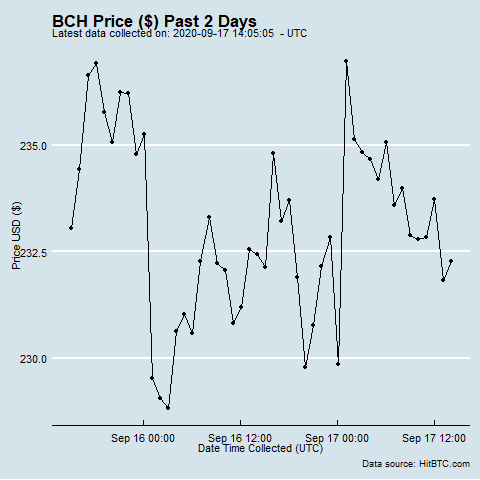 BCH Price ($) Past 2 Days
Latest data collected on: 2020-09-17 14:05:05  - UTC
235.0
232.5
230.0
Price USD ($)
Sep 16 00:00 Sep 16 12:00 Sep 17 00:00 Sep 17 12:00
Date Time Collected (UTC)
Data source: HitBTC.com